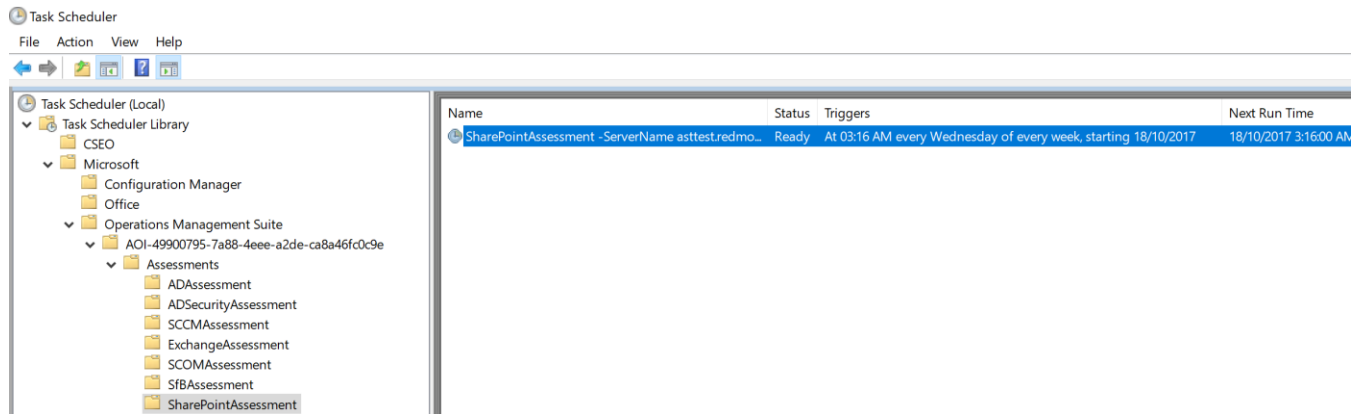 Task Scheduler
File Action View Help
Task Scheduler (Local)
Task Scheduler Library
CSEO
Microsoft
Configuration Manager
Office
Operations Management Suite
AOI-49900795-7a88-4eee-a2de-ca8a46fc0c9e
Assessments
ADAssessment
ADSecurityAssessment
SCCMAssessment
ExchangeAssessment
SCOMAssessment
SfBAssessment
SharePointAssessment
Name Status Triggers Next Run Time
SharePointAssessment -ServerName asttest.redmo... Ready At 03:16 AM every Wednesday of every week, starting 18/10/2017 18/10/2017 3:16:00 AM